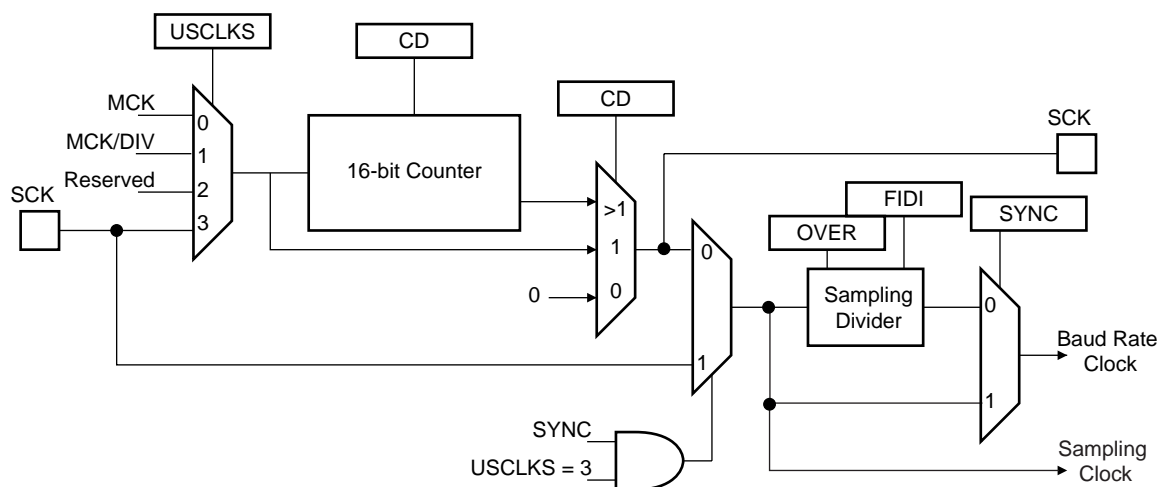 USCLKS
CD
CD
SCK
MCK
MCK/DIV
Reserved
SCK
0
1
2
3
16-bit Counter
>1
1
0
0
FIDI
OVER
SYNC
0
1
Sampling
Divider
0
1
Baud Rate
Clock
SYNC
USCLKS = 3
Sampling
Clock